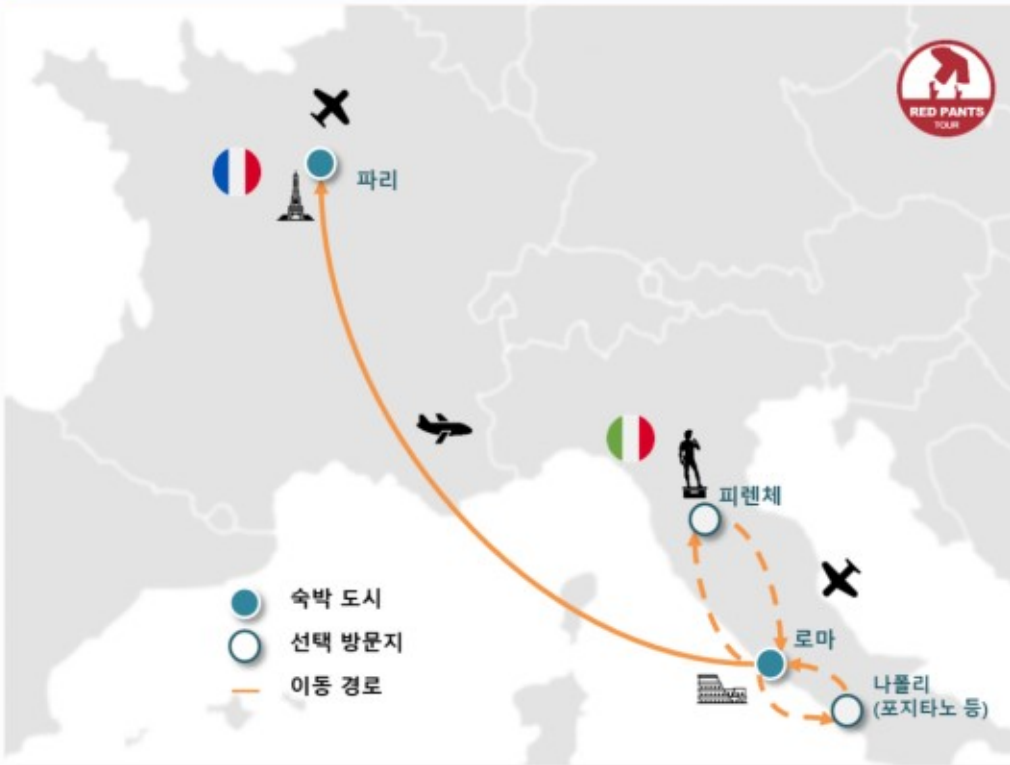 RED PANTS
TOUR
파리
피렌체
숙박 도시
선택 방문지
로마
이동 경로
나폴리
(포지타노 등)